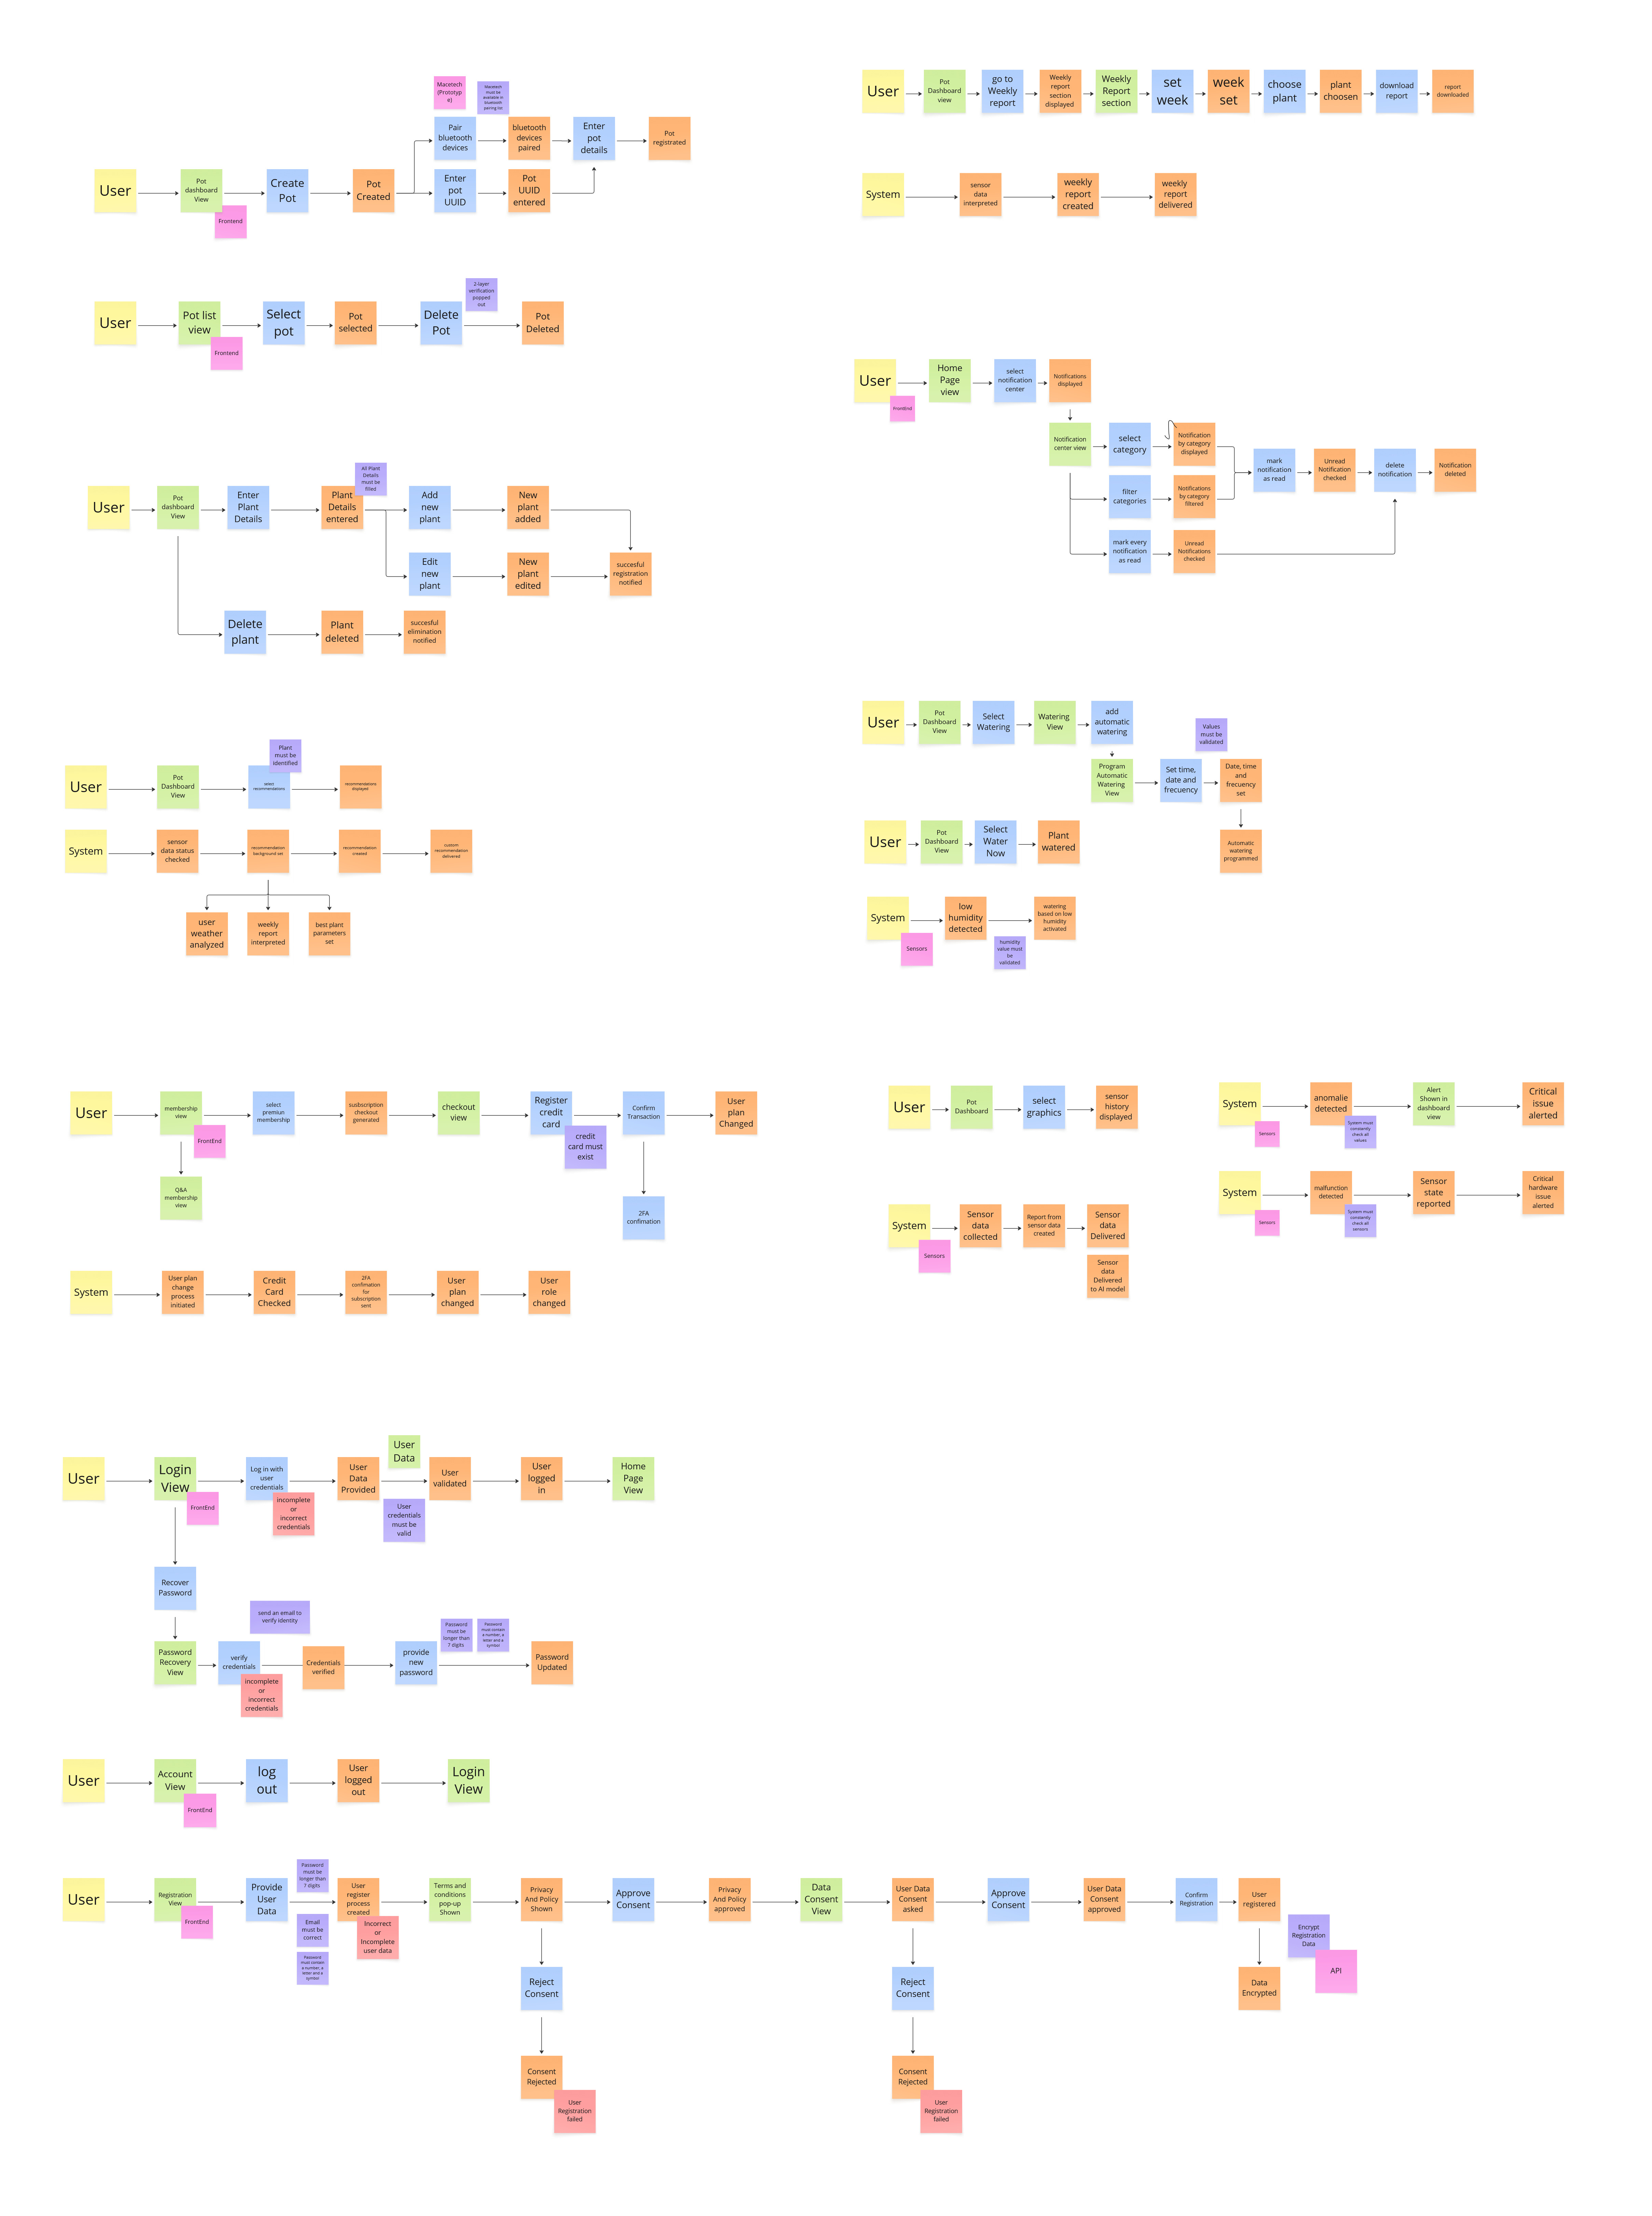 Macetech
(Prototyp
e)
Macetech
must be
available in
bluetooth
pairing list
Pair
bluetooth
devices
bluetooth
devices
paired
Enter
pot
details
Pot
registrated
User
Pot
dashboard
View
Frontend
Create
Pot
Pot
Created
Enter
pot
UUID
Pot
UUID
entered
User
Pot list
view
Frontend
Select
pot
Pot
selected
Delete
Pot
2-layer
verification
popped
out
Pot
Deleted
User
Pot
dashboard
View
Enter
Plant
Details
Plant
Details
entered
All Plant
Details
must be
filled
Add
new
plant
New
plant
added
Edit
new
plant
New
plant
edited
succesful
registration
notified
Delete
plant
Plant
deleted
succesful
elimination
notified
User
Pot
Dashboard
View
Plant
must be
identified
select
recommendations
recommendations
displayed
System
sensor
data status
checked
recommendation
background set
recommendation
created
custom
recommendation
delivered
user
weather
analyzed
weekly
report
interpreted
best plant
parameters
set
User
membership
view
FrontEnd
Q&A
membership
view
select
premiun
membership
susbscription
checkout
generated
checkout
view
Register
credit
card
credit
card must
exist
Confirm
Transaction
2FA
confimation
User
plan
Changed
System
User plan
change
process
initiated
Credit
Card
Checked
2FA
confimation
for
subscription
sent
User
plan
changed
User
role
changed
User
Pot
Dashboard
view
go to
Weekly
report
Weekly
report
section
displayed
Weekly
Report
section
set
week
week
set
choose
plant
plant
choosen
download
report
report
downloaded
System
sensor
data
interpreted
weekly
report
created
weekly
report
delivered
User
FrontEnd
Home
Page
view
select
notification
center
Notifications
displayed
Notification
center view
select
category
Notification
by category
displayed
filter
categories
Notifications
by category
filtered
mark every
notification
as read
Unread
Notifications
checked
mark
notification
as read
Unread
Notification
checked
delete
notification
Notification
deleted
User
Pot
Dashboard
View
Select
Watering
Watering
View
add
automatic
watering
Program
Automatic
Watering
View
Set time,
date and
frecuency
Values
must be
validated
Date, time
and
frecuency
set
Automatic
watering
programmed
User
Pot
Dashboard
View
Select
Water
Now
Plant
watered
System
Sensors
low
humidity
detected
humidity
value must
be
validated
watering
based on low
humidity
activated
User
Pot
Dashboard
select
graphics
sensor
history
displayed
System
Sensors
Sensor
data
collected
Report from
sensor data
created
Sensor
data
Delivered
Sensor
data
Delivered
to AI model
System
Sensors
anomalie
detected
System must
constantly
check all
values
Alert
Shown in
dashboard
view
Critical
issue
alerted
System
Sensors
malfunction
detected
System must
constantly
check all
sensors
Sensor
state
reported
Critical
hardware
issue
alerted
User
Login
View
FrontEnd
Log in with
user
credentials
incomplete
or
incorrect
credentials
User
Data
Provided
User
Data
User
credentials
must be
valid
User
validated
User
logged
in
Home
Page
View
Recover
Password
Password
Recovery
View
send an email to
verify identity
verify
credentials
incomplete
or
incorrect
credentials
Credentials
verified
provide
new
password
Password
must be
longer than
7 digits
Password
must contein
a number, a
letter and a
symbol
Password
Updated
User
Account
View
FrontEnd
log
out
User
logged
out
Login
View
User
Registration
View
FrontEnd
Provide
User
Data
Password
must be
longer than
7 digits
Email
must be
correct
Password
must contein
a number, a
letter and a
symbol
User
register
process
created
Incorrect
or
Incomplete
user data
Terms and
conditions
pop-up
Shown
Privacy
And Policy
Shown
Approve
Consent
Privacy
And Policy
approved
Data
Consent
View
User Data
Consent
asked
Approve
Consent
User Data
Consent
approved
Confirm
Registration
User
registered
Encrypt
Registration
Data
API
Data
Encrypted
Reject
Consent
Consent
Rejected
User
Registration
failed
Reject
Consent
Consent
Rejected
User
Registration
failed